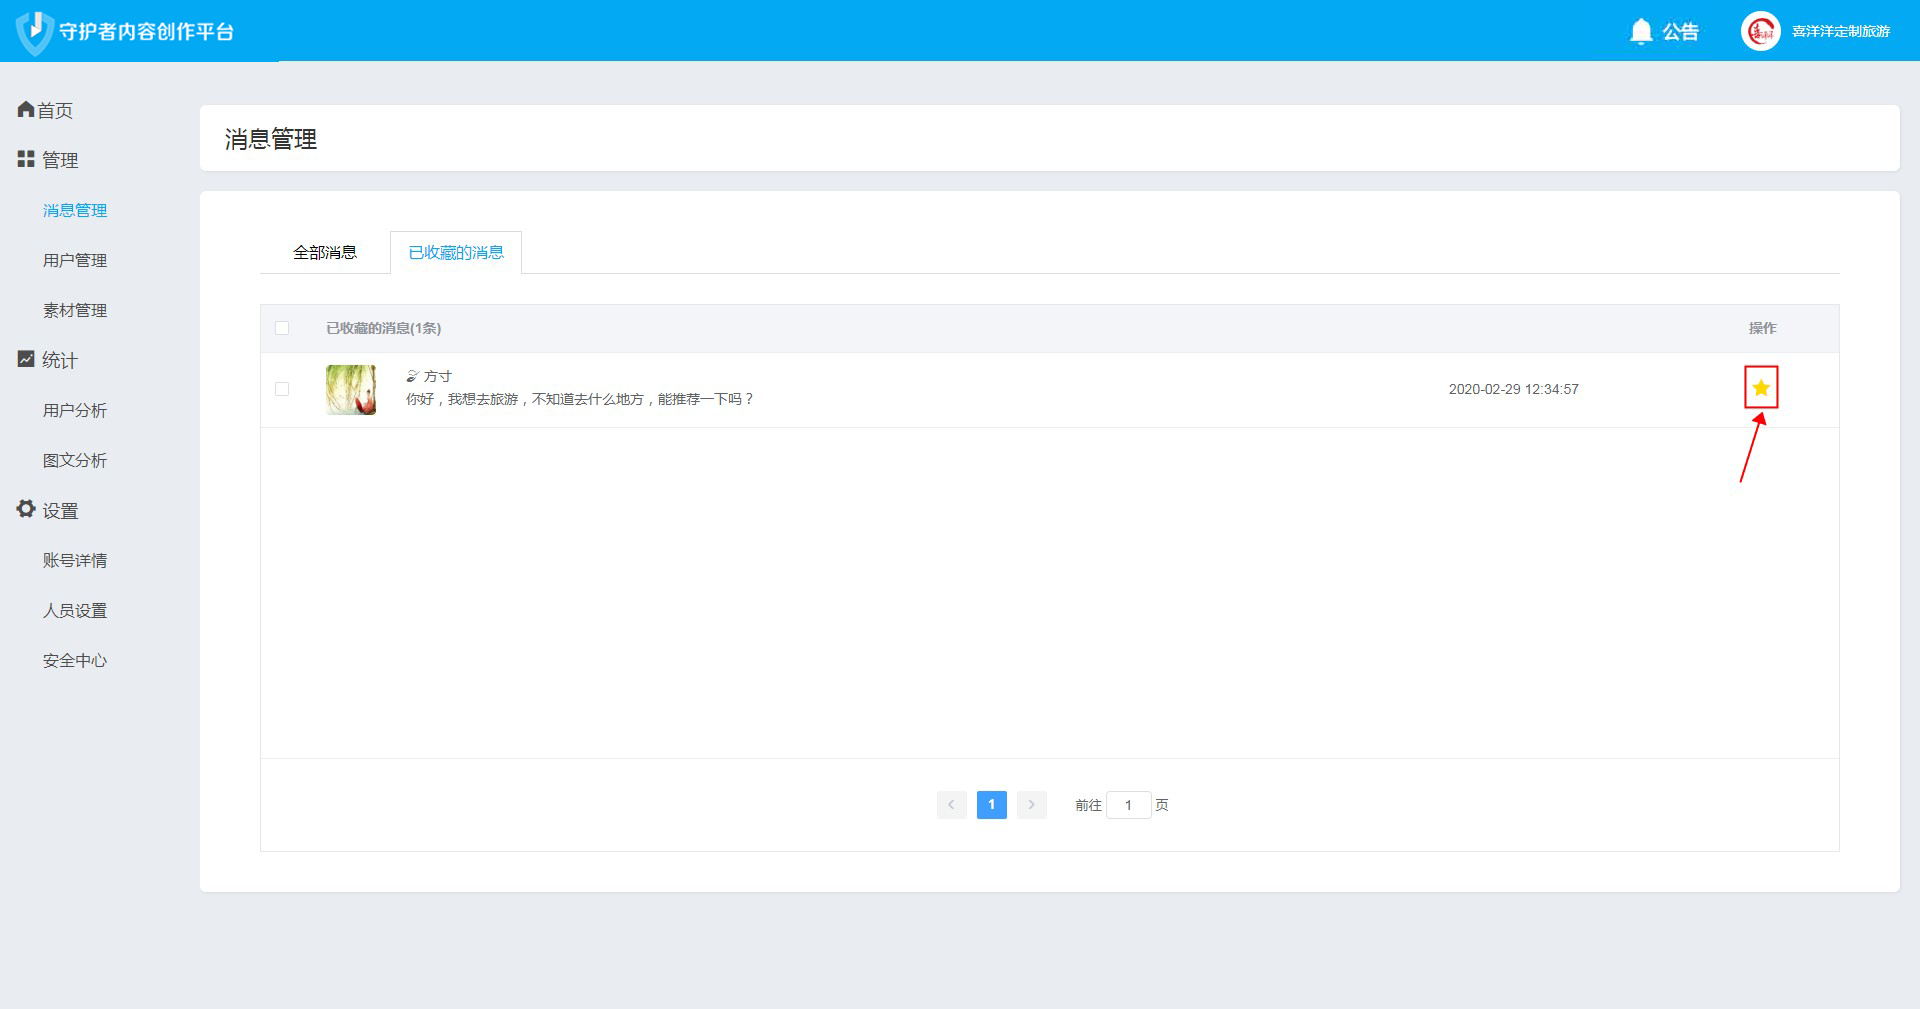 守护者内容创作平台
公告
喜洋洋定制旅游
首页
管理
消息管理
用户管理
素材管理
统计
用户分析
图文分析
设置
账号详情
人员设置
安全中心
消息管理
全部消息
已收藏的消息
已收藏的消息(1条)
操作
方寸
你好，我想去旅游，不知道去什么地方，能推荐一下吗？
2020-02-29 12:34:57
1
前往 1 页